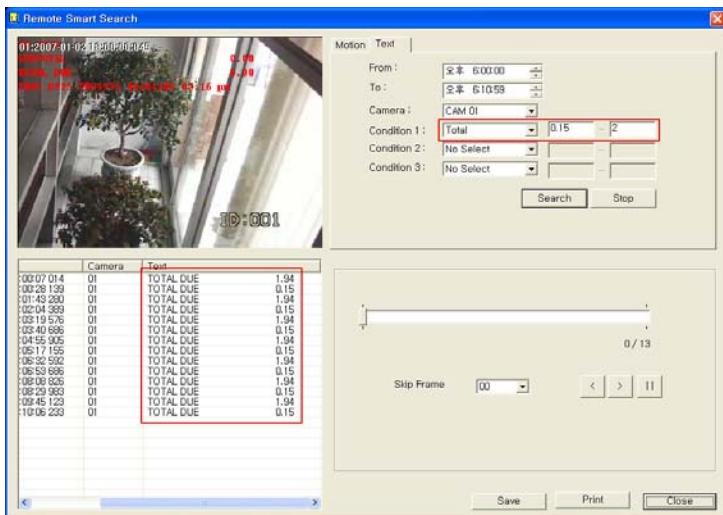 Remote Smart Search
01:2007-01-02
0.00
TOTAL DUE 0.00
03:16 pm
ID:001
Motion Text
From : 오후 6:00:00
To : 오후 6:10:59
Camera : CAM 01
Condition 1 : Total 0.15 - 2
Condition 2 : No Select -
Condition 3 : No Select -
Search Stop
Camera Text
:00:07 014 01 TOTAL DUE 1.94
:00:28 139 01 TOTAL DUE 0.15
:01:43 280 01 TOTAL DUE 1.94
:02:04 389 01 TOTAL DUE 0.15
:03:19 576 01 TOTAL DUE 1.94
:03:40 686 01 TOTAL DUE 0.15
:04:55 905 01 TOTAL DUE 1.94
:05:17 155 01 TOTAL DUE 0.15
:06:32 592 01 TOTAL DUE 1.94
:06:53 686 01 TOTAL DUE 0.15
:08:08 826 01 TOTAL DUE 1.94
:08:29 983 01 TOTAL DUE 0.15
:09:45 123 01 TOTAL DUE 1.94
:10:06 233 01 TOTAL DUE 0.15
0/13
Skip Frame 00 < > II
Save Print Close